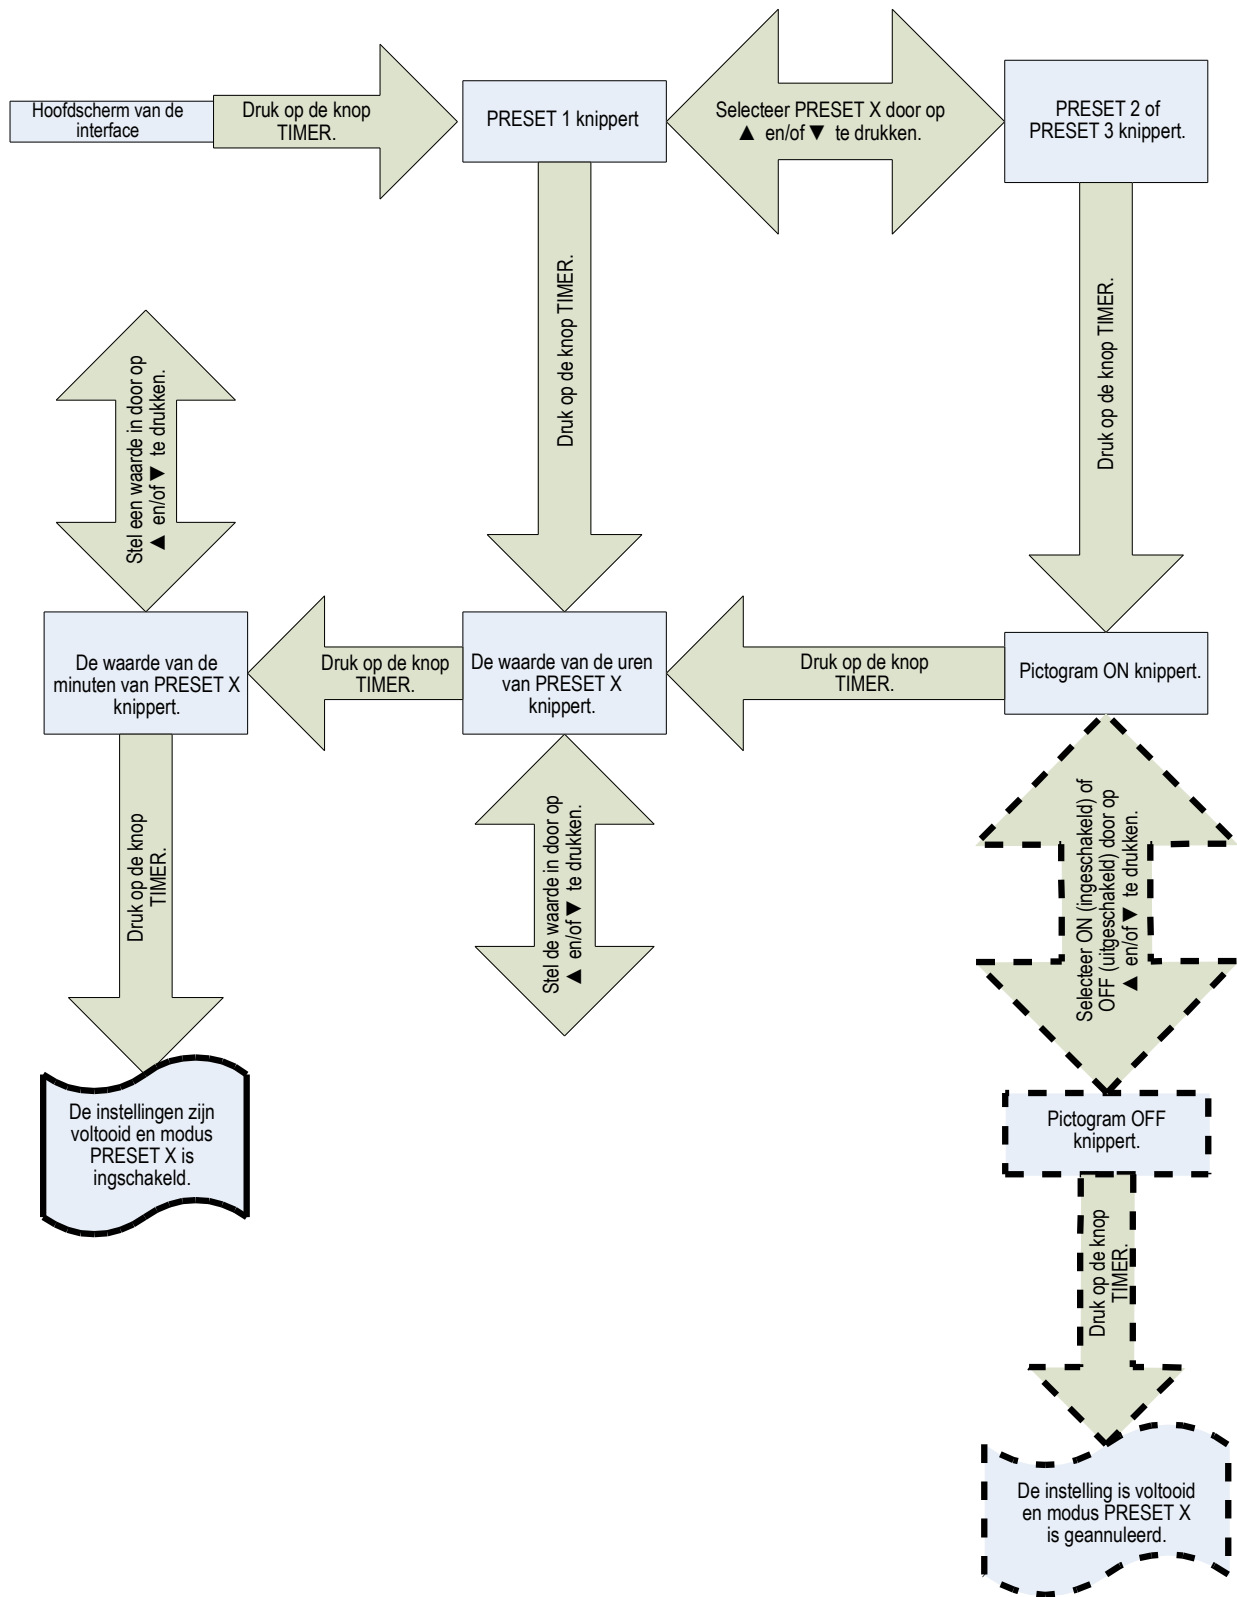 Hoofdscherm van de
interface
Druk op de knop
TIMER.
PRESET 1 knippert
Selecteer PRESET X door op
▲ en/of ▼ te drukken.
PRESET 2 of
PRESET 3 knippert.
Druk op de knop TIMER.
Druk op de knop TIMER.
Stel een waarde in door op
▲ en/of ▼ te drukken.
De waarde van de
minuten van PRESET X
knippert.
Druk op de knop
TIMER.
De waarde van de uren
van PRESET X
knippert.
Druk op de knop
TIMER.
Pictogram ON knippert.
Druk op de knop
TIMER.
Stel de waarde in door op
▲ en/of ▼ te drukken.
Selecteer ON (ingeschakeld) of
OFF (uitgeschakeld) door op
▲ en/of ▼ te drukken.
De instellingen zijn
voltooid en modus
PRESET X is
ingschakeld.
Pictogram OFF
knippert.
Druk op de knop
TIMER.
De instelling is voltooid
en modus PRESET X
is geannuleerd.